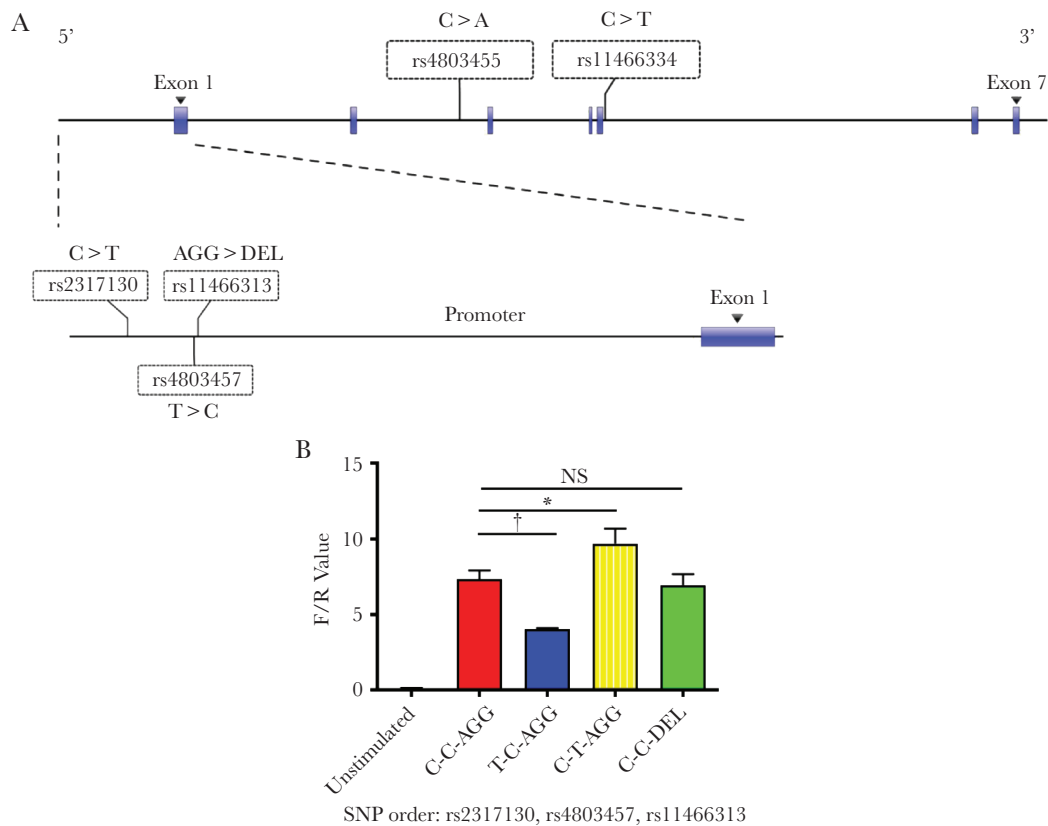 A
5’
C > A
C > T
3’
rs4803455
rs11466334
Exon 1
Exon 7
C > T
AGG > DEL
rs2317130
rs11466313
Promoter
Exon 1
rs4803457
T > C
B
15
10
5
0
F/R Value
NS
*
†
Unstimulated
C-C-AGG
T-C-AGG
C-T-AGG
C-C-DEL
SNP order: rs2317130, rs4803457, rs11466313